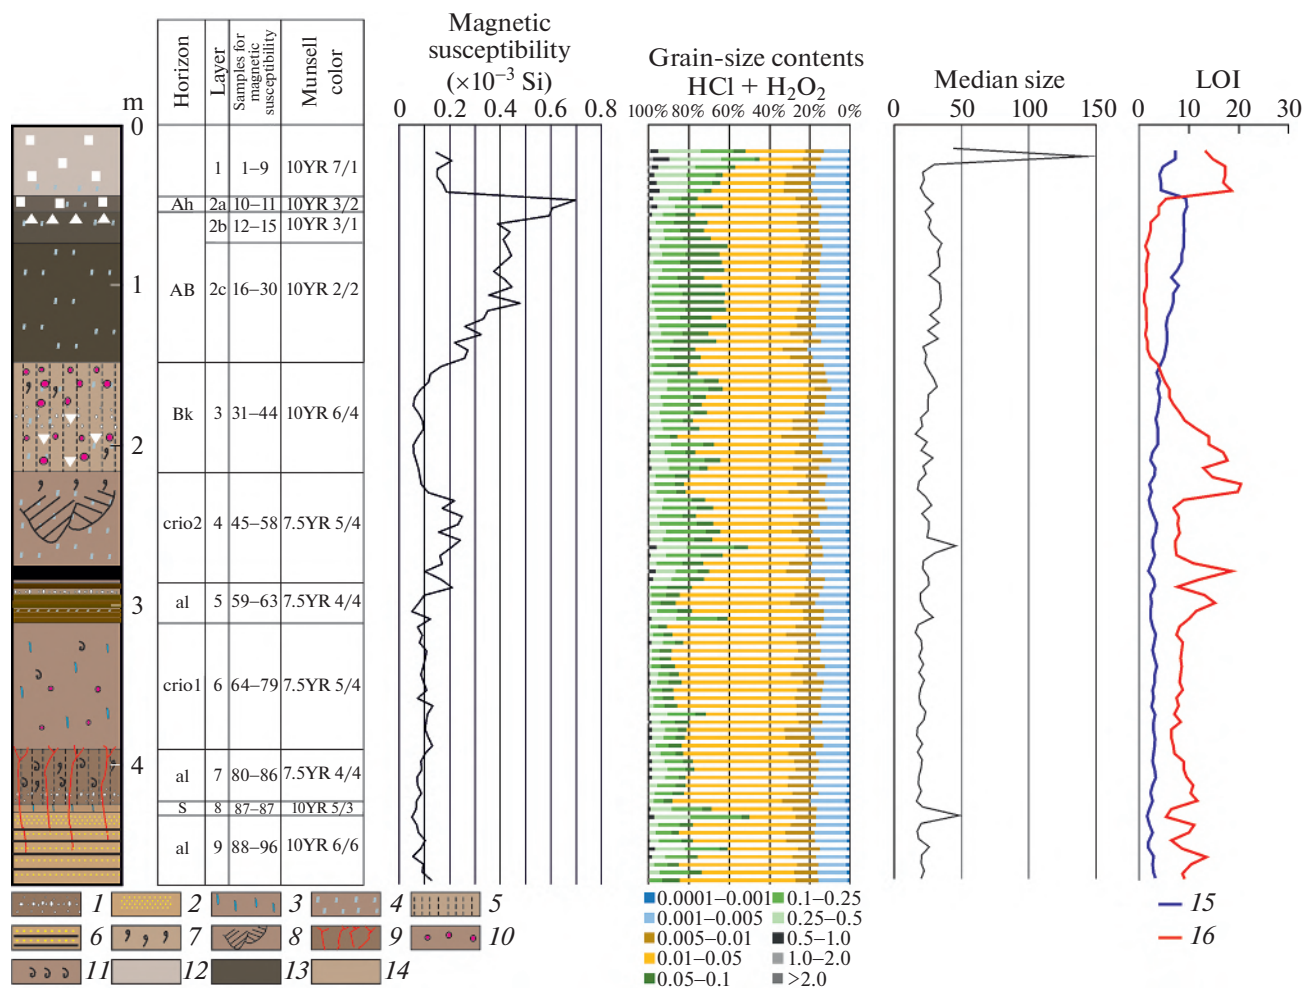 Magnetic
susceptibility
(×10⁻³ Si)
0 0.2 0.4 0.6 0.8
Grain-size contents
HCl + H₂O₂
100% 80% 60% 40% 20% 0%
Median size
0 50 100 150
LOI
0 10 20 30
m
0
1
2
3
4
Horizon Layer Samples for magnetic susceptibility Munsell color
1 1–9 10YR 7/1
Ah 2a 10–11 10YR 3/2
2b 12–15 10YR 3/1
AB 2c 16–30 10YR 2/2
Bk 3 31–44 10YR 6/4
crio2 4 45–58 7.5YR 5/4
al 5 59–63 7.5YR 4/4
crio1 6 64–79 7.5YR 5/4
al 7 80–86 7.5YR 4/4
S 8 87–87 10YR 5/3
al 9 88–96 10YR 6/6
1 2 3 4 5
6 7 8 9 10
11 12 13 14
0.0001–0.001 0.1–0.25
0.001–0.005 0.25–0.5
0.005–0.01 0.5–1.0
0.01–0.05 1.0–2.0
0.05–0.1 >2.0
15
16